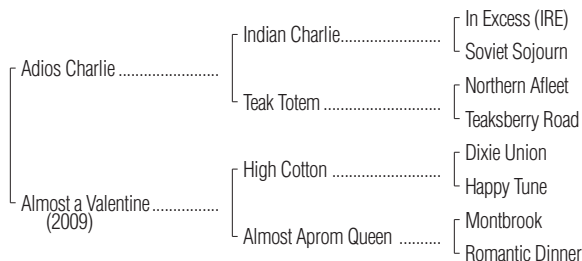 In Excess (IRE)
Indian Charlie......................
Soviet Sojourn
Adios Charlie ......................
Northern Afleet
Teak Totem .........................
Teaksberry Road
Dixie Union
High Cotton ........................
Happy Tune
Almost a Valentine...............
(2009)
Montbrook
Almost Aprom Queen ..........
Romantic Dinner